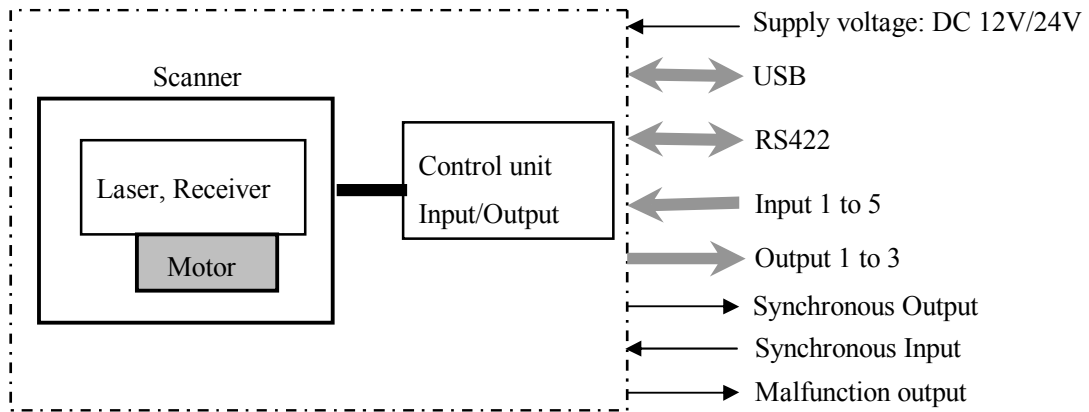 Supply voltage: DC 12V/24V
Scanner
USB
Laser, Receiver
Control unit
Input/Output
RS422
Input 1 to 5
Motor
Output 1 to 3
Synchronous Output
Synchronous Input
Malfunction output